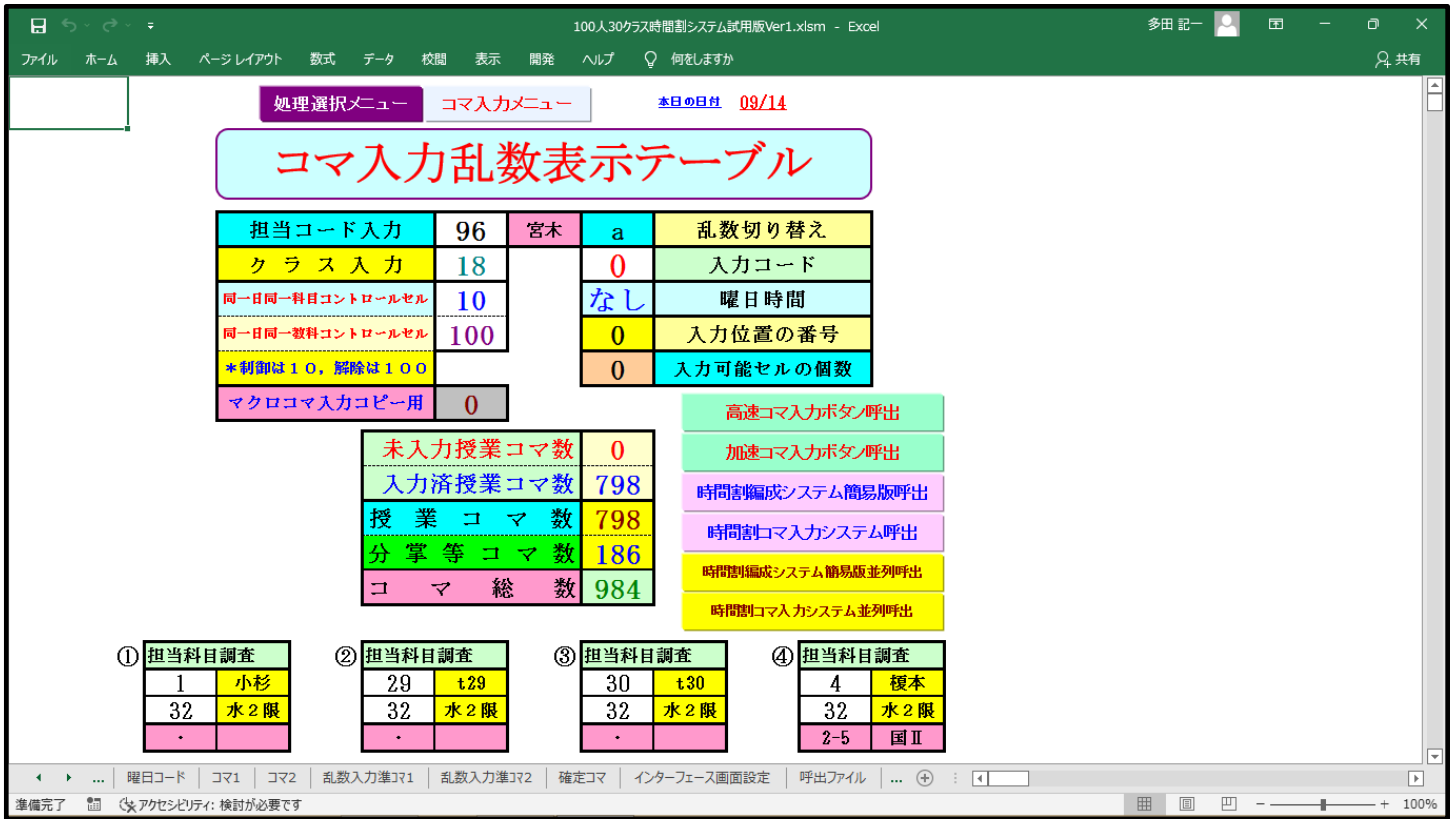 100人30クラス時間割システム試用版Ver1.xlsm - Excel
多田 記一
ファイル ホーム 挿入 ページ レイアウト 数式 データ 校閲 表示 開発 ヘルプ 何をしますか 共有
処理選択メニュー コマ入力メニュー 本日の日付 09/14
コマ入力乱数表示テーブル
担当コード入力 96 宮木 a 乱数切り替え
クラス入力 18 0 入力コード
同一日同一科目コントロールセル 10 なし 曜日時間
同一日同一教科コントロールセル 100 0 入力位置の番号
*制御は10,解除は100 0 入力可能セルの個数
マクロコマ入力コピー用 0
高速コマ入力ボタン呼出
未入力授業コマ数 0
加速コマ入力ボタン呼出
入力済授業コマ数 798
時間割編成システム簡易版呼出
授業コマ数 798
時間割コマ入力システム呼出
分掌等コマ数 186
時間割編成システム簡易版並列呼出
コマ総数 984
時間割コマ入力システム並列呼出
① 担当科目調査 ② 担当科目調査 ③ 担当科目調査 ④ 担当科目調査
1 小杉 29 t29 30 t30 4 榎本
32 水2限 32 水2限 32 水2限 32 水2限
・ ・ ・ 2-5 国Ⅱ
... 曜日コード コマ1 コマ2 乱数入力準コマ1 乱数入力準コマ2 確定コマ インターフェース画面設定 呼出ファイル ...
準備完了 アクセシビリティ: 検討が必要です 100%